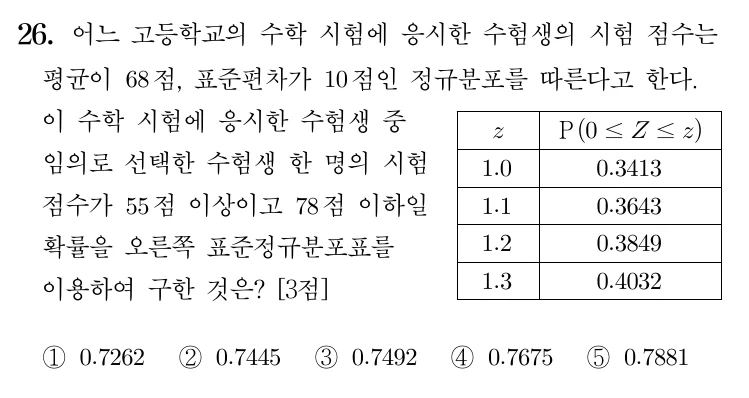 26. 어느 고등학교의 수학 시험에 응시한 수험생의 시험 점수는
평균이 68점, 표준편차가 10점인 정규분포를 따른다고 한다.
이 수학 시험에 응시한 수험생 중
임의로 선택한 수험생 한 명의 시험
점수가 55점 이상이고 78점 이하일
확률을 오른쪽 표준정규분포표를
이용하여 구한 것은? [3점]
z P(0 ≤ Z ≤ z)
1.0 0.3413
1.1 0.3643
1.2 0.3849
1.3 0.4032
① 0.7262 ② 0.7445 ③ 0.7492 ④ 0.7675 ⑤ 0.7881